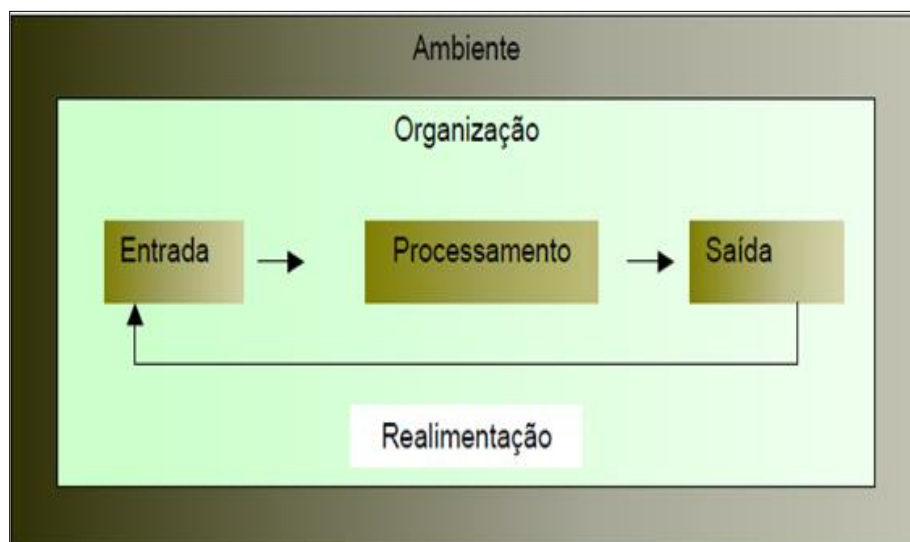 Ambiente
Organização
Entrada
Processamento
Saída
Realimentação